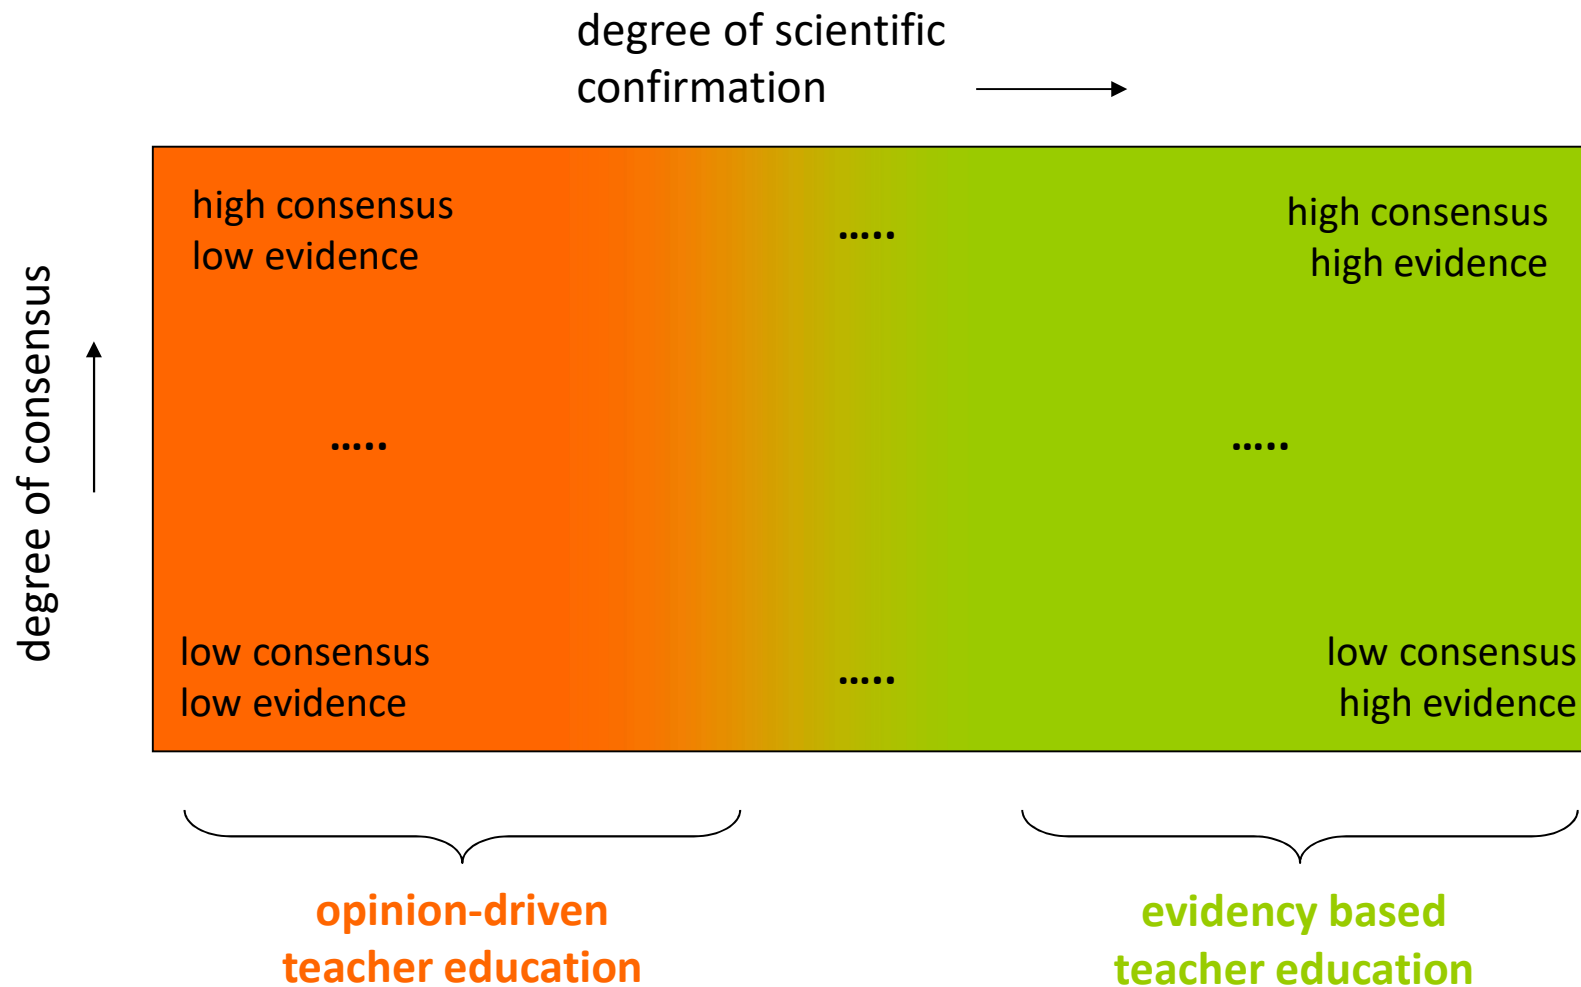 degree of scientific
confirmation
high consensus
low evidence
.....
high consensus
high evidence
degree of consensus
.....
.....
low consensus
low evidence
.....
low consensus
high evidence
opinion-driven
teacher education
evidency based
teacher education